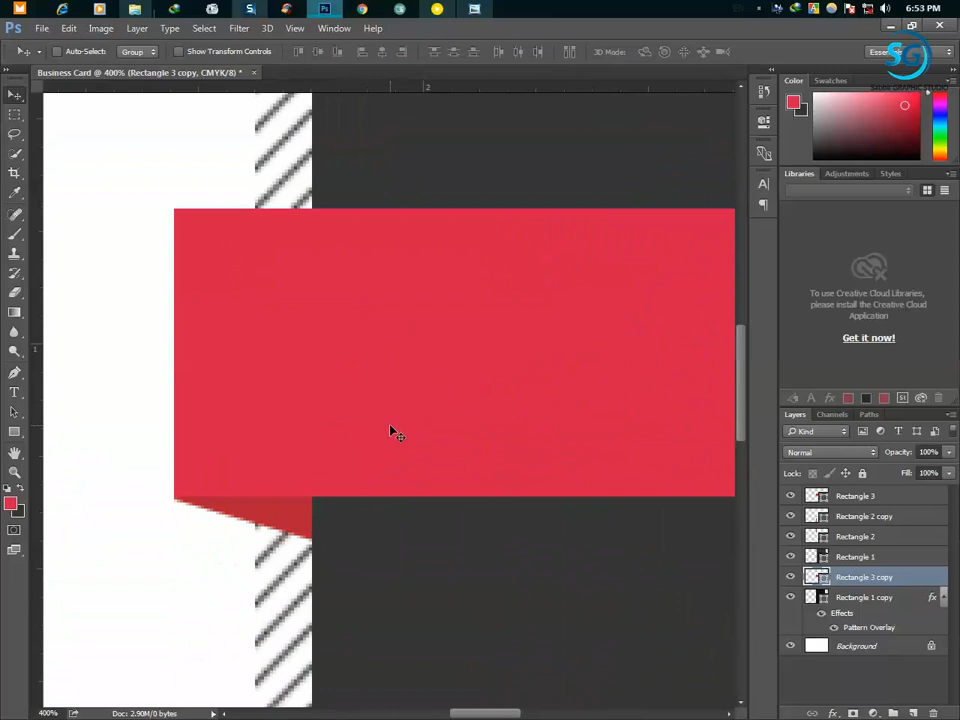 6:53 PM
Ps File Edit Image Layer Type Select Filter 3D View Window Help
Auto-Select: Group Show Transform Controls 3D Mode:
SG
Business Card @ 400% (Rectangle 3 copy, CMYK/8) * ×
2
1
Color Swatches
Libraries Adjustments Styles
To use Creative Cloud Libraries,
please install the Creative Cloud
Application
Get it now!
Layers Channels Paths
Kind
Normal Opacity: 100%
Lock: Fill: 100%
Rectangle 3
Rectangle 2 copy
Rectangle 2
Rectangle 1
Rectangle 3 copy
Rectangle 1 copy fx
Effects
Pattern Overlay
Background
400% Doc: 2.90M/0 bytes